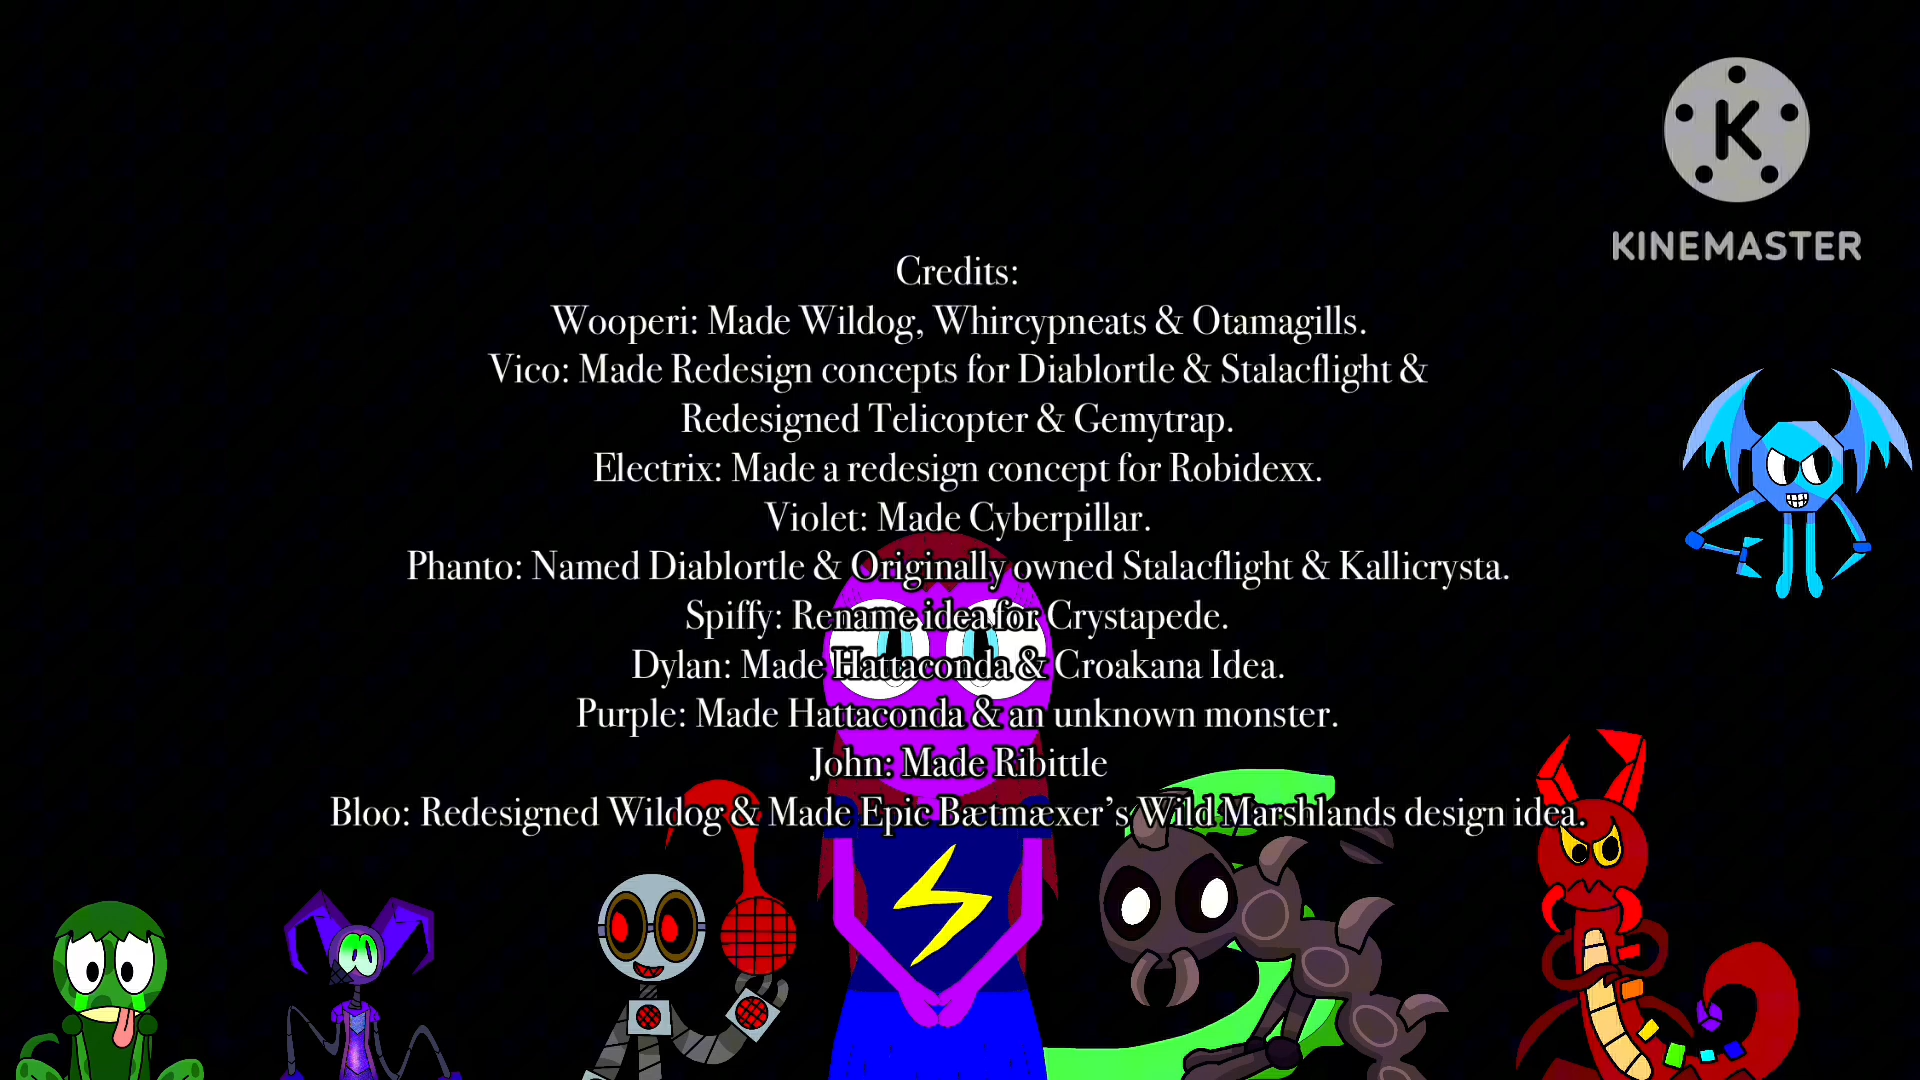 K
KINEMASTER
Credits:
Wooperi: Made Wildog, Whircypneats & Otamagills.
Vico: Made Redesign concepts for Diablortle & Stalacflight &
Redesigned Telicopter & Gemytrap.
Electrix: Made a redesign concept for Robidexx.
Violet: Made Cyberpillar.
Phanto: Named Diablortle & Originally owned Stalacflight & Kallicrysta.
Spiffy: Rename idea for Crystapede.
Dylan: Made Hattaconda & Croakana Idea.
Purple: Made Hattaconda & an unknown monster.
John: Made Ribittle
Bloo: Redesigned Wildog & Made Epic Bætmæxer’s Wild Marshlands design idea.